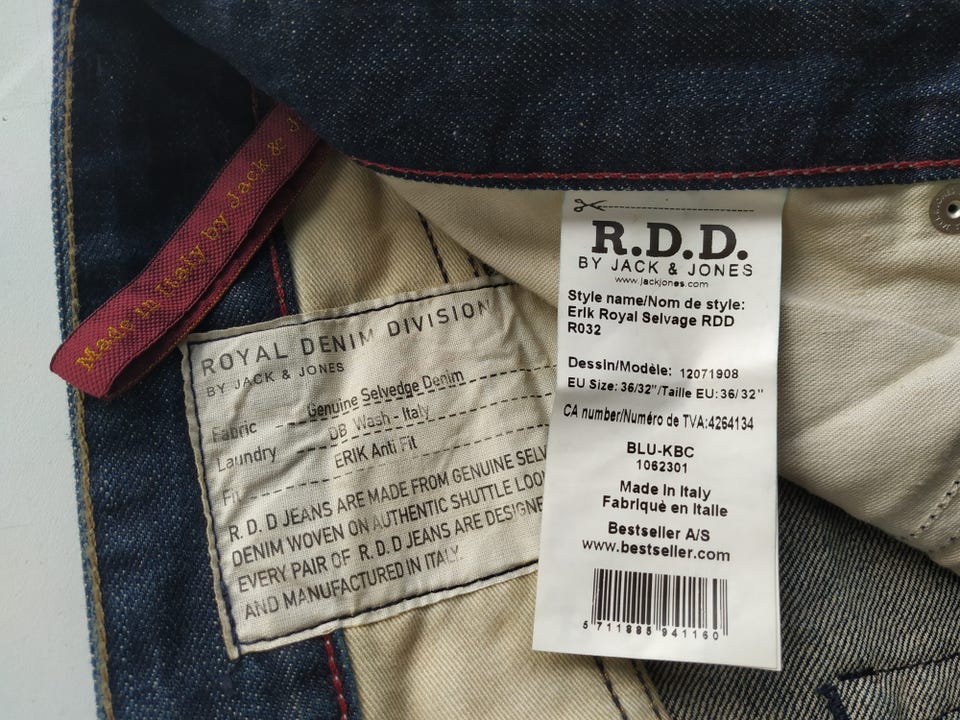 Made in Italy by Jack & J
ROYAL DENIM DIVISION
BY JACK & JONES
Fabric Genuine Selvedge Denim
Laundry DB Wash - Italy
Fit ERIK Anti Fit
R. D. D JEANS ARE MADE FROM GENUINE SELV
DENIM WOVEN ON AUTHENTIC SHUTTLE LOO
EVERY PAIR OF R. D. D JEANS ARE DESIGNE
AND MANUFACTURED IN ITALY.
R.D.D.
BY JACK & JONES
www.jackjones.com
Style name/Nom de style:
Erik Royal Selvage RDD
R032
Dessin/Modèle: 12071908
EU Size: 36/32"/Taille EU:36/32"
CA number/Numéro de TVA:4264134
BLU-KBC
1062301
Made In Italy
Fabriquè en Italie
Bestseller A/S
www.bestseller.com
5 711885 941160